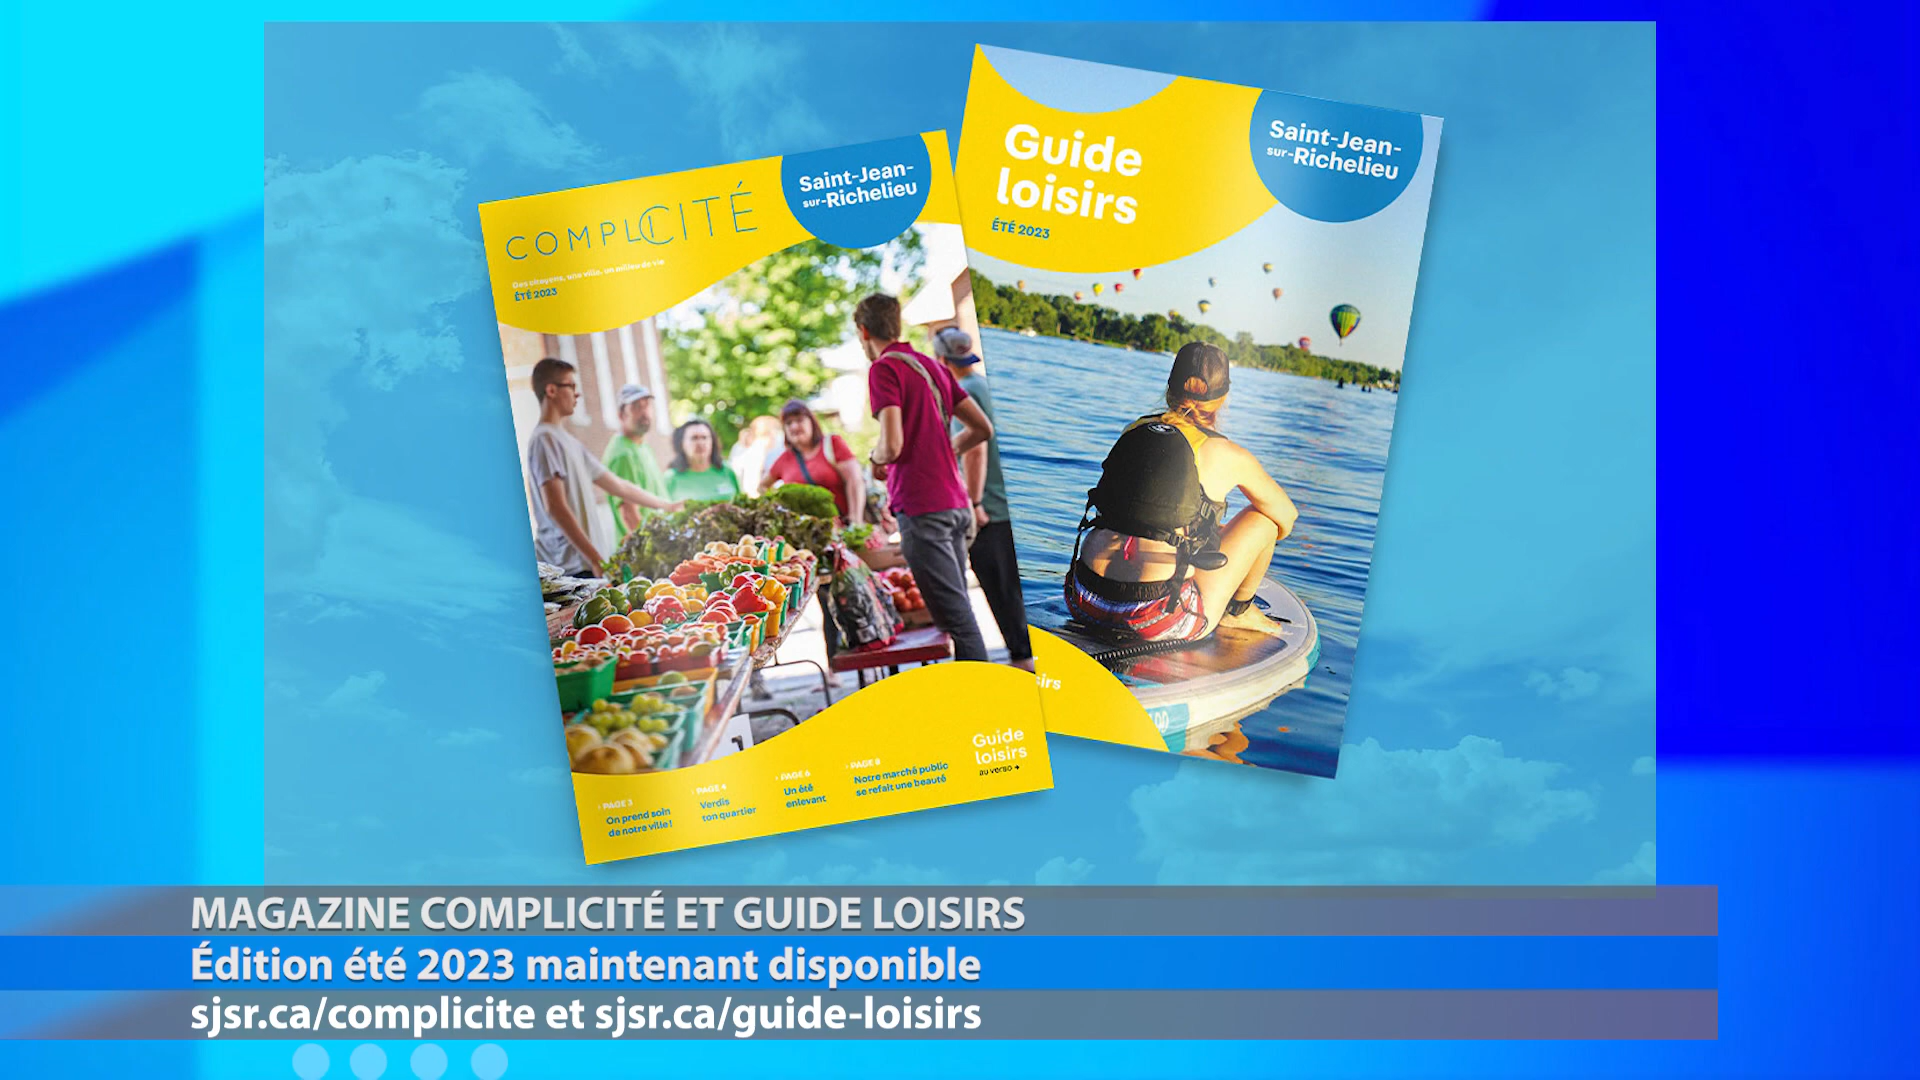 COMPLICITÉ
Des citoyens, une ville, un milieu de vie
ÉTÉ 2023
Saint-Jean-
sur-Richelieu
› PAGE 3
On prend soin
de notre ville !
› PAGE 4
Verdis
ton quartier
› PAGE 6
Un été
enlevant
› PAGE 8
Notre marché public
se refait une beauté
Guide
loisirs
au verso →
Guide
loisirs
ÉTÉ 2023
Saint-Jean-
sur-Richelieu
MAGAZINE COMPLICITÉ ET GUIDE LOISIRS
Édition été 2023 maintenant disponible
sjsr.ca/complicite et sjsr.ca/guide-loisirs